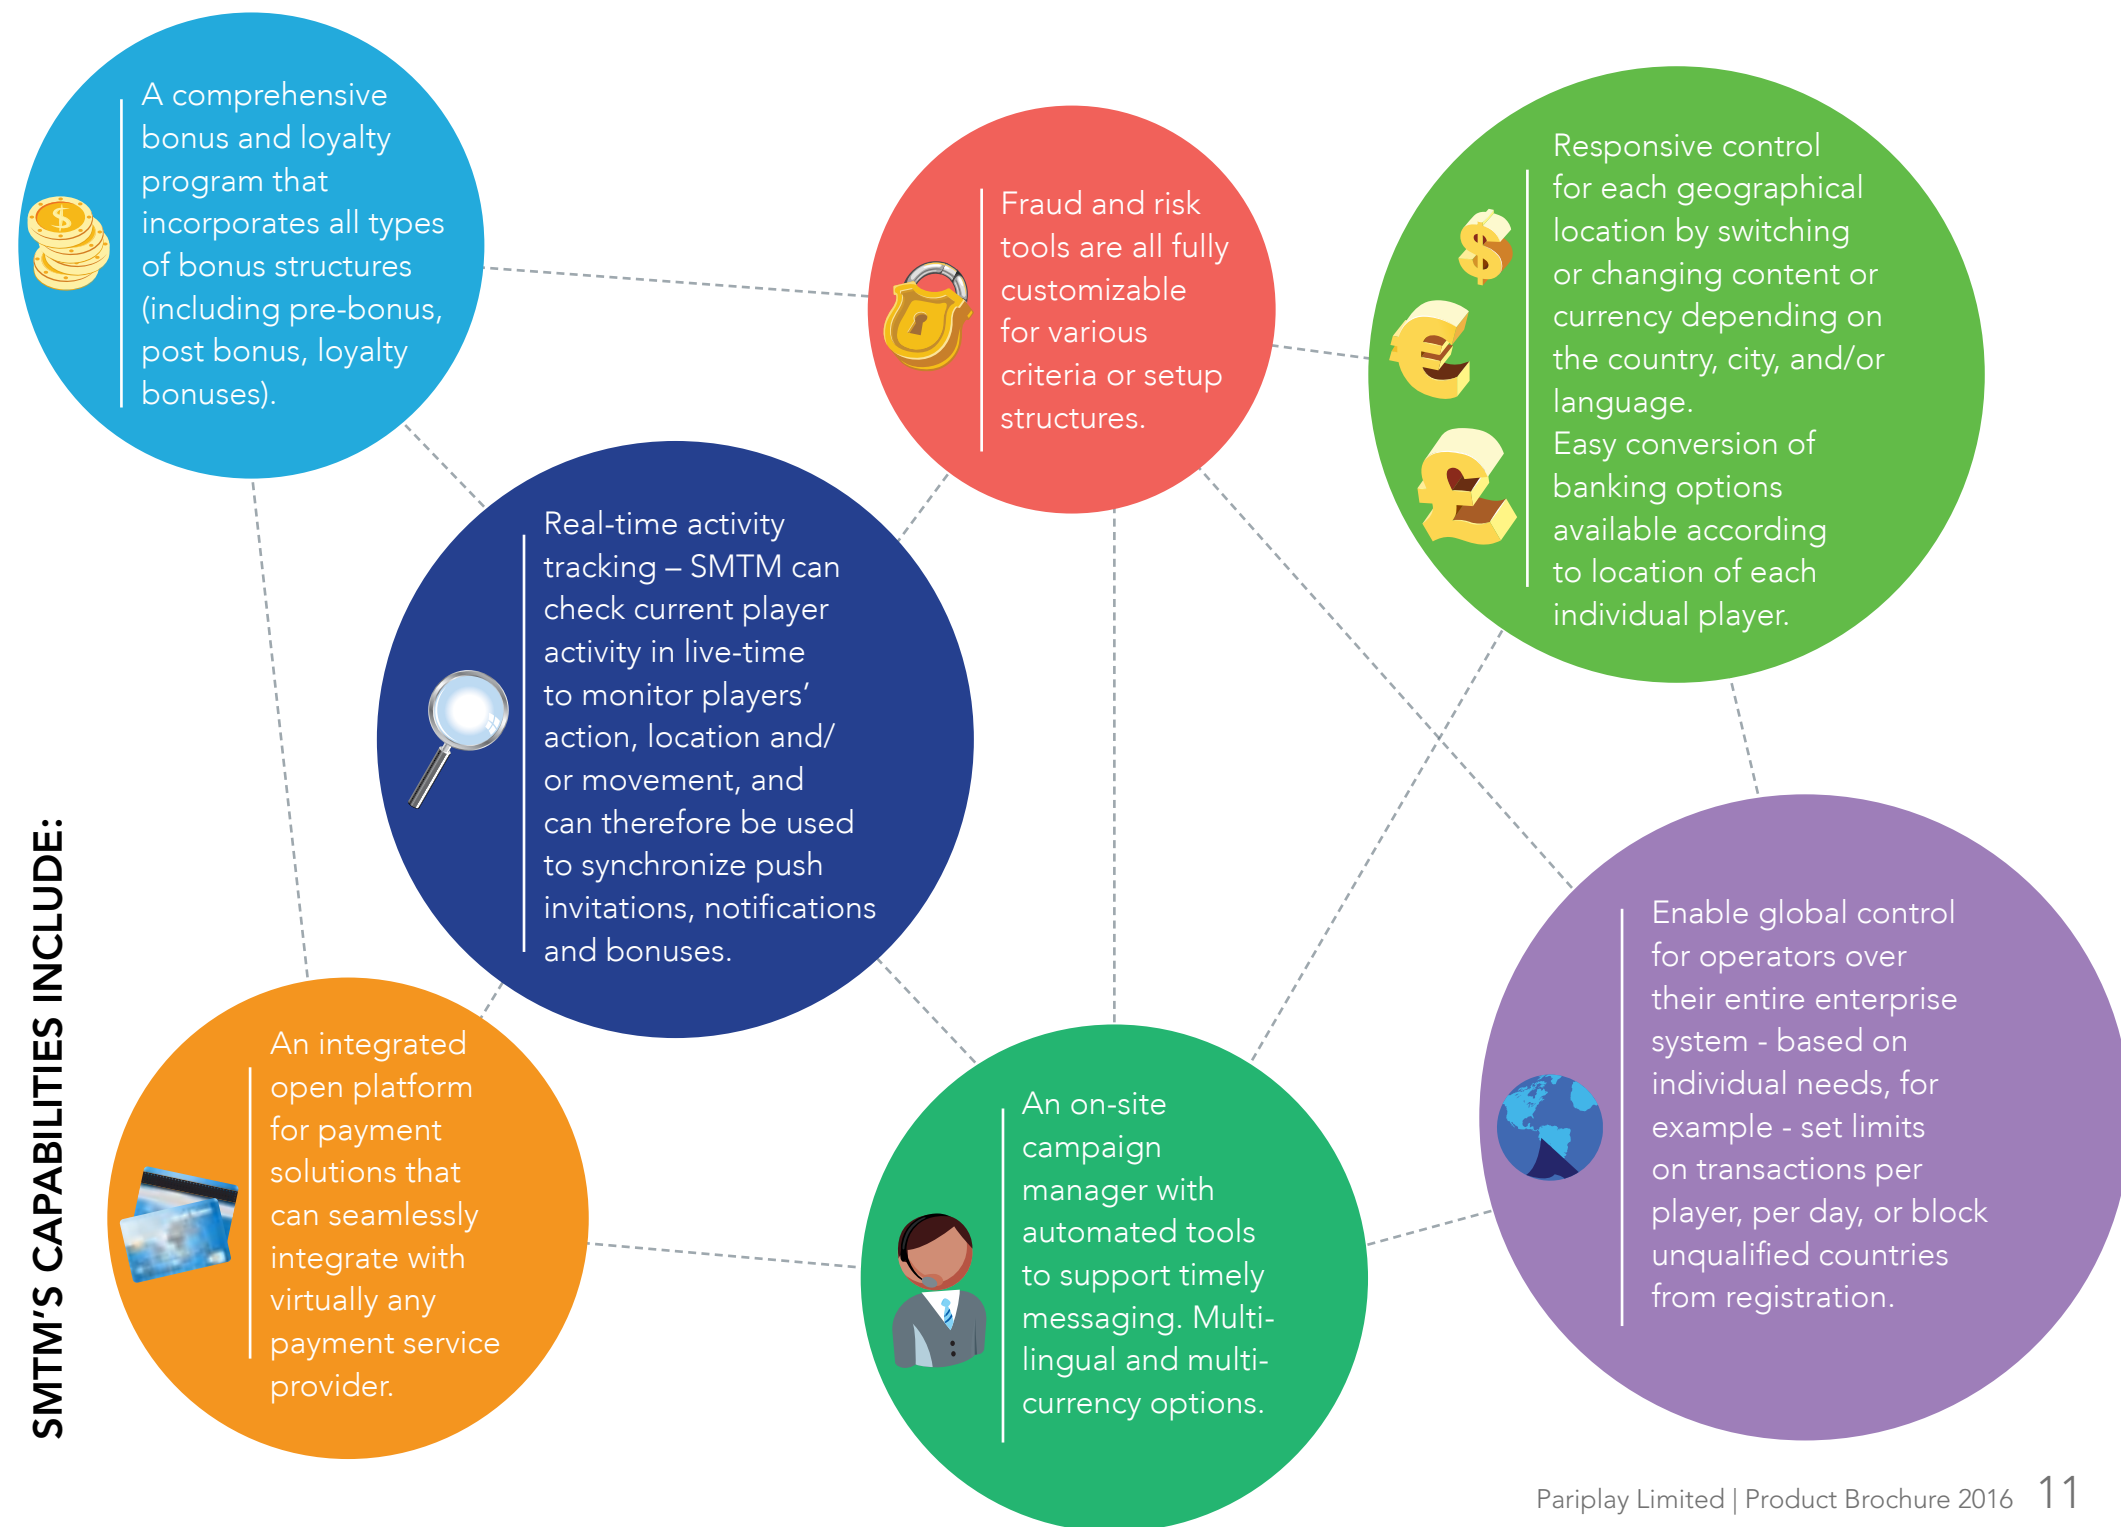 SMTM'S CAPABILITIES INCLUDE:
A comprehensive
bonus and loyalty
program that
incorporates all types
of bonus structures
(including pre-bonus,
post bonus, loyalty
bonuses).
Fraud and risk
tools are all fully
customizable
for various
criteria or setup
structures.
Responsive control
for each geographical
location by switching
or changing content or
currency depending on
the country, city, and/or
language.
Easy conversion of
banking options
available according
to location of each
individual player.
Real-time activity
tracking – SMTM can
check current player
activity in live-time
to monitor players'
action, location and/
or movement, and
can therefore be used
to synchronize push
invitations, notifications
and bonuses.
An integrated
open platform
for payment
solutions that
can seamlessly
integrate with
virtually any
payment service
provider.
An on-site
campaign
manager with
automated tools
to support timely
messaging. Multi-
lingual and multi-
currency options.
Enable global control
for operators over
their entire enterprise
system - based on
individual needs, for
example - set limits
on transactions per
player, per day, or block
unqualified countries
from registration.
Pariplay Limited | Product Brochure 2016 11